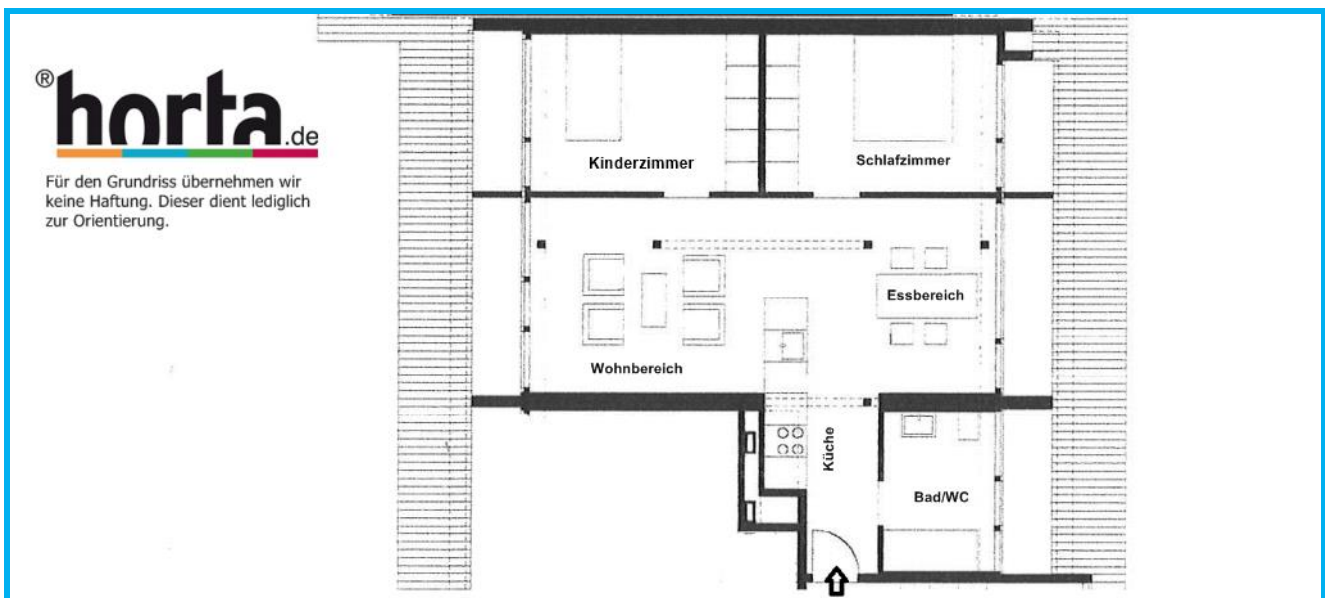 ®horta.de
Für den Grundriss übernehmen wir
keine Haftung. Dieser dient lediglich
zur Orientierung.
Kinderzimmer
Schlafzimmer
Essbereich
Wohnbereich
Küche
Bad/WC